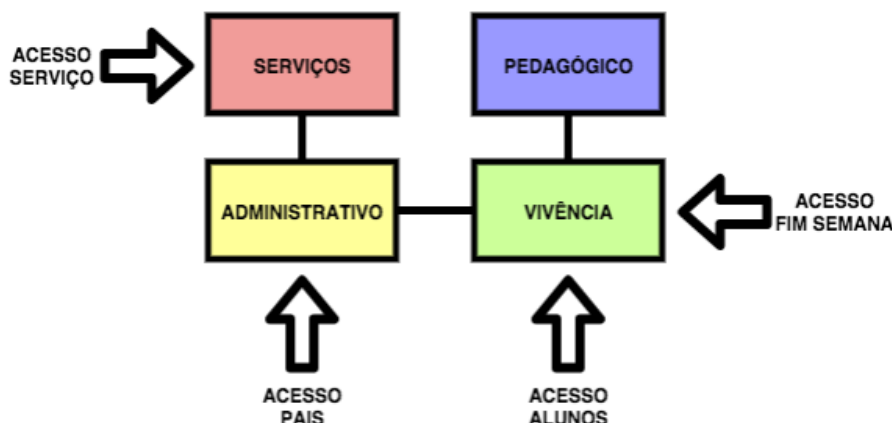 ACESSO
SERVIÇO
SERVIÇOS
PEDAGÓGICO
ADMINISTRATIVO
VIVÊNCIA
ACESSO
FIM SEMANA
ACESSO
PAIS
ACESSO
ALUNOS